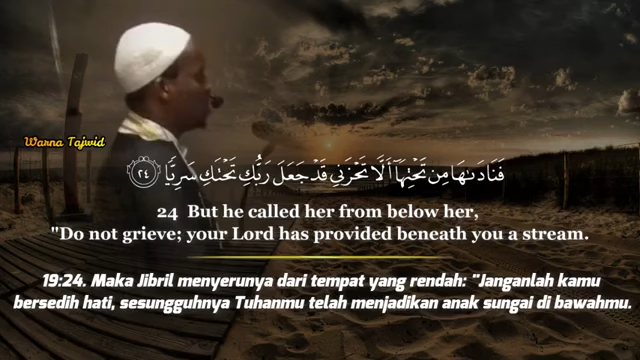 Warna Tajwid
فَنَادَىٰهَا مِن تَحْتِهَآ أَلَّا تَحْزَنِى قَدْ جَعَلَ رَبُّكِ تَحْتَكِ سَرِيًّا ٢٤
24 But he called her from below her,
"Do not grieve; your Lord has provided beneath you a stream.
19:24. Maka Jibril menyerunya dari tempat yang rendah: "Janganlah kamu
bersedih hati, sesungguhnya Tuhanmu telah menjadikan anak sungai di bawahmu.